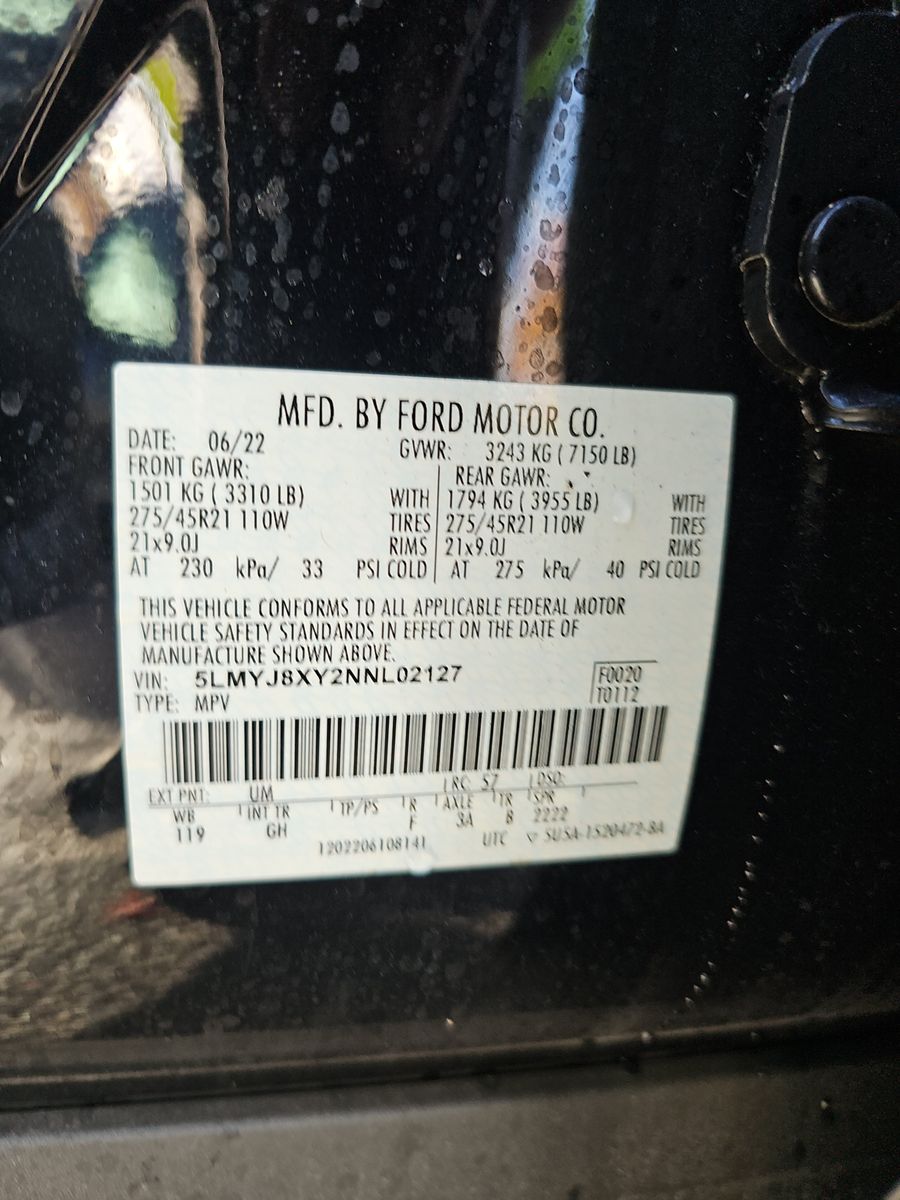 MFD. BY FORD MOTOR CO.
DATE: 06/22 GVWR: 3243 KG ( 7150 LB)
FRONT GAWR: REAR GAWR:
1501 KG ( 3310 LB) WITH 1794 KG ( 3955 LB) WITH
275/45R21 110W TIRES 275/45R21 110W TIRES
21x9.0J RIMS 21x9.0J RIMS
AT 230 kPa/ 33 PSI COLD AT 275 kPa/ 40 PSI COLD
THIS VEHICLE CONFORMS TO ALL APPLICABLE FEDERAL MOTOR
VEHICLE SAFETY STANDARDS IN EFFECT ON THE DATE OF
MANUFACTURE SHOWN ABOVE.
VIN: 5LMYJ8XY2NNL02127 F0020
TYPE: MPV T0112
EXT PNT: UM RC: 57 DSO:
WB INT TR TP/PS R AXLE TR SPR
119 GH F 3A B 2222
1202206108141 UTC ▽ 5U5A-1520472-BA